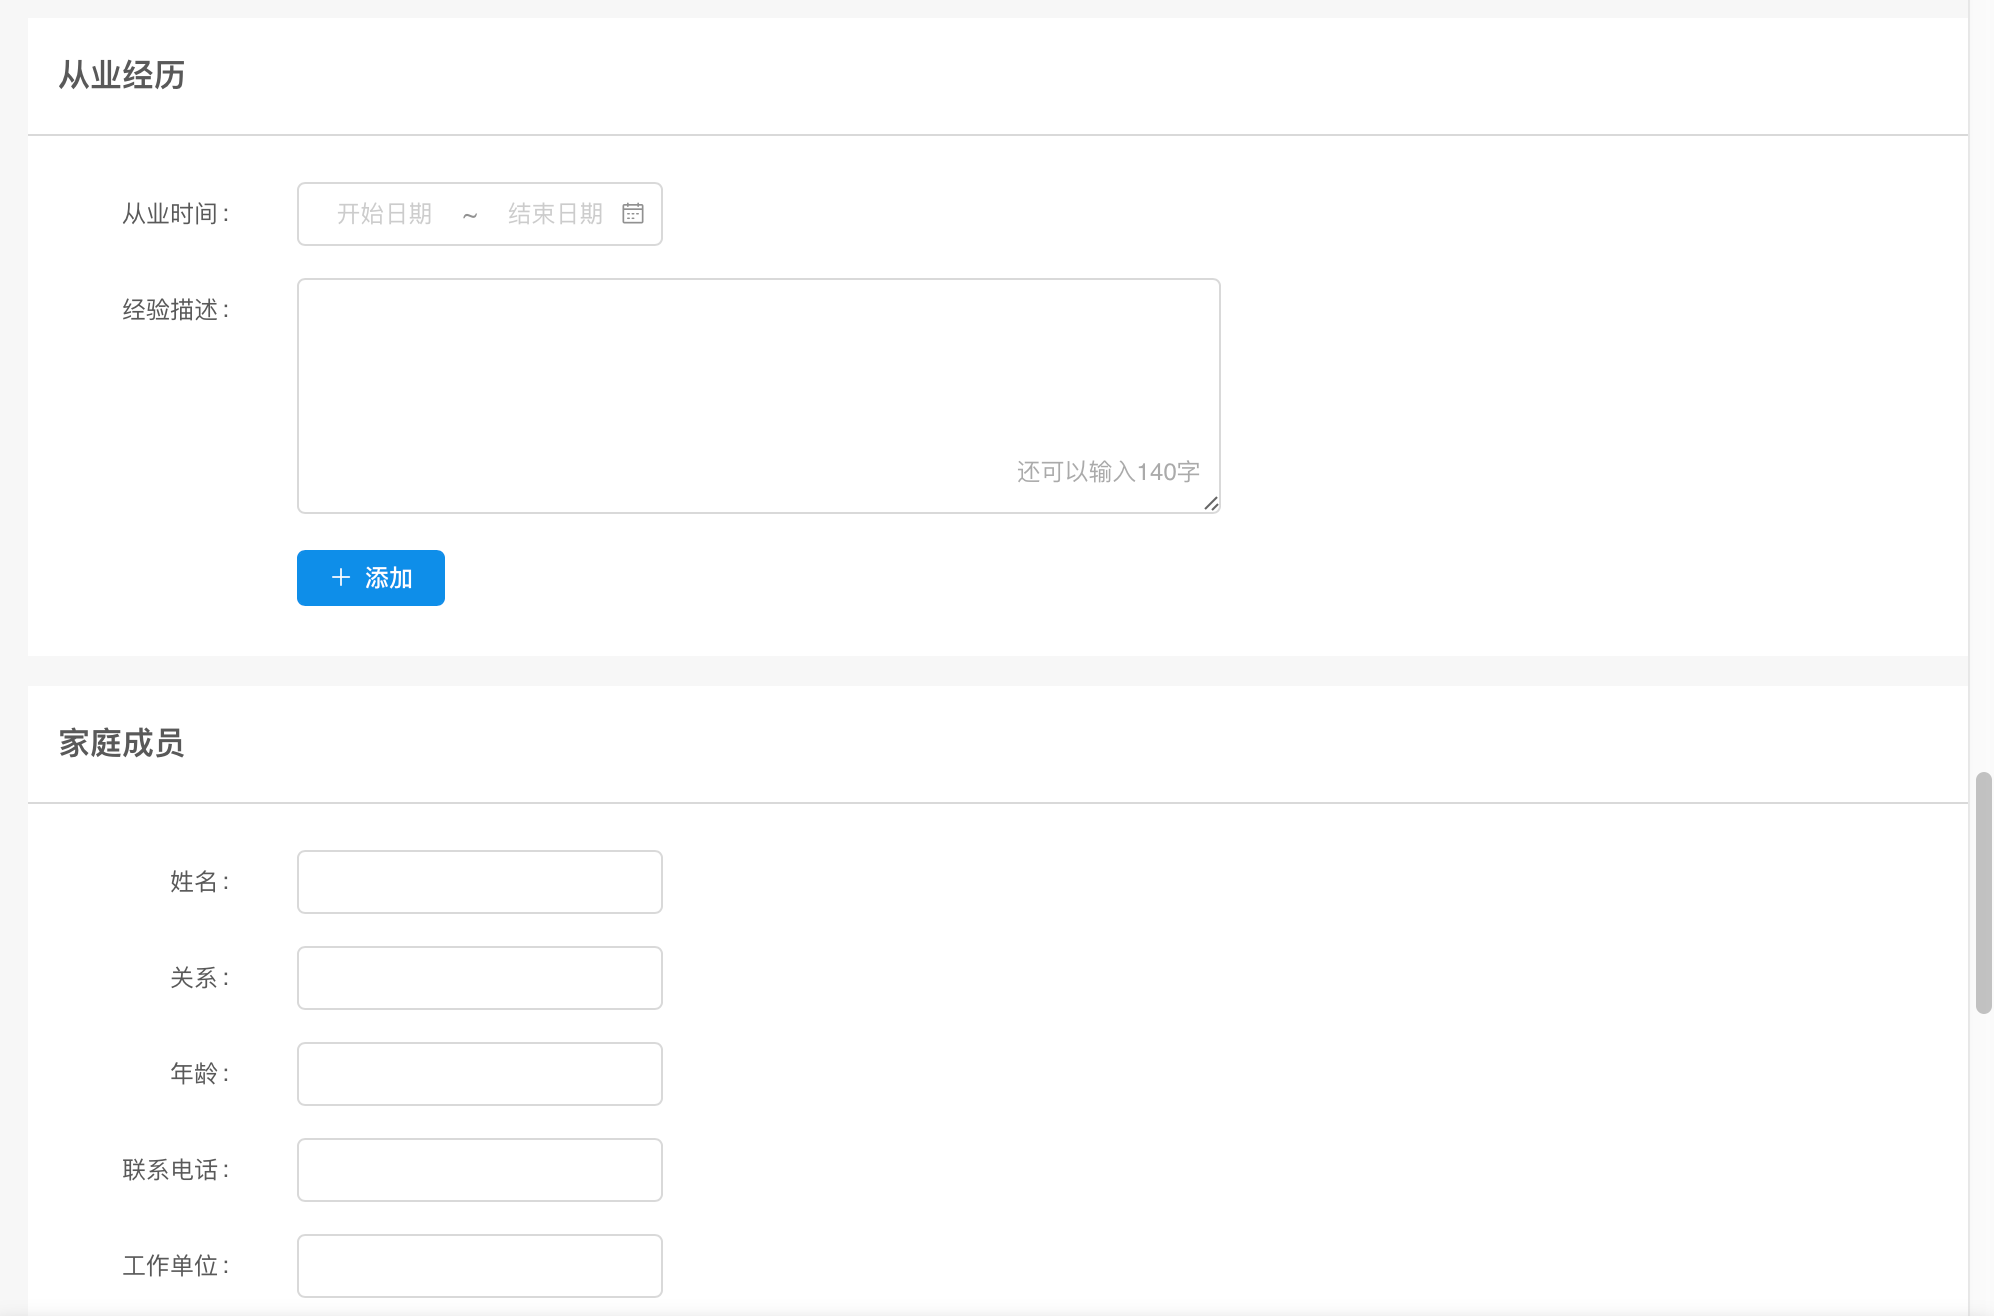 从业经历
从业时间 :
开始日期 ~ 结束日期
经验描述 :
还可以输入140字
添加
家庭成员
姓名 :
关系 :
年龄 :
联系电话 :
工作单位 :